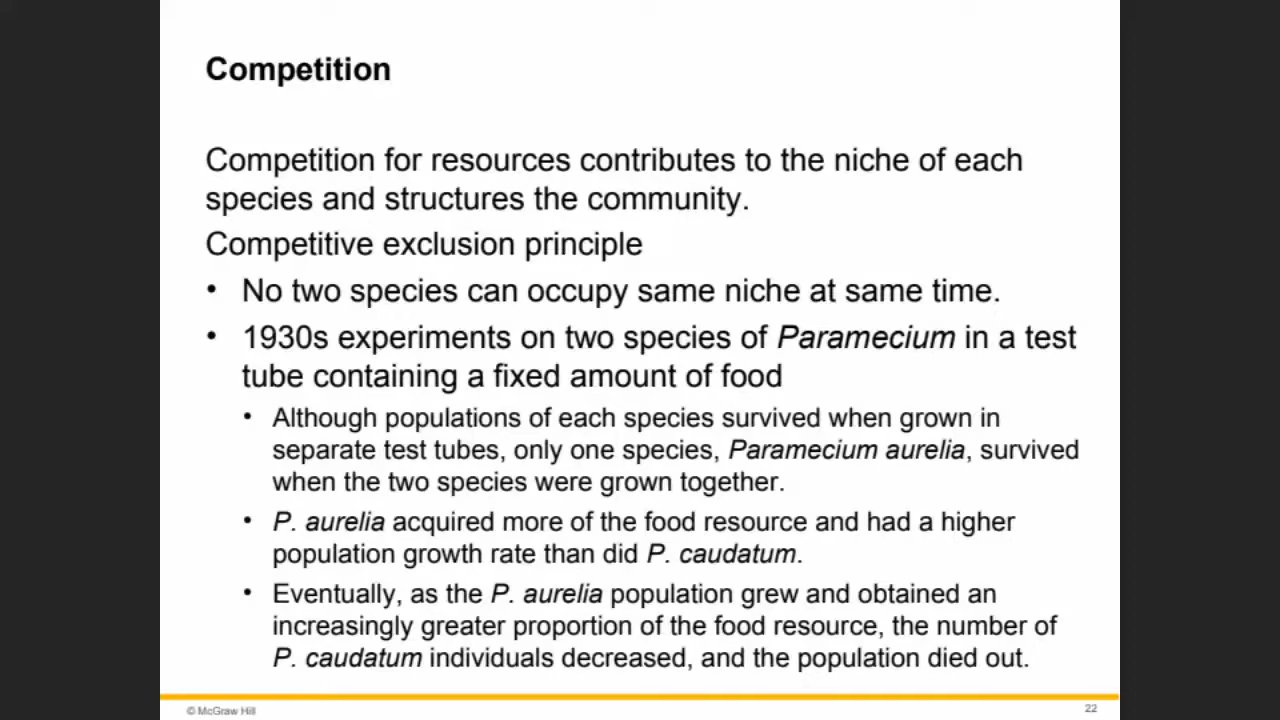 Competition
Competition for resources contributes to the niche of each
species and structures the community.
Competitive exclusion principle
• No two species can occupy same niche at same time.
• 1930s experiments on two species of Paramecium in a test
tube containing a fixed amount of food
• Although populations of each species survived when grown in
separate test tubes, only one species, Paramecium aurelia, survived
when the two species were grown together.
• P. aurelia acquired more of the food resource and had a higher
population growth rate than did P. caudatum.
• Eventually, as the P. aurelia population grew and obtained an
increasingly greater proportion of the food resource, the number of
P. caudatum individuals decreased, and the population died out.
© McGraw Hill
22